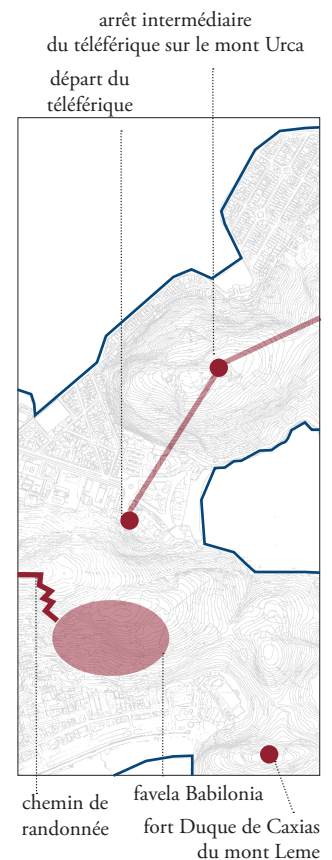 arrêt intermédiaire
du téléférique sur le mont Urca
départ du
téléférique
chemin de
randonnée
favela Babilonia
fort Duque de Caxias
du mont Leme